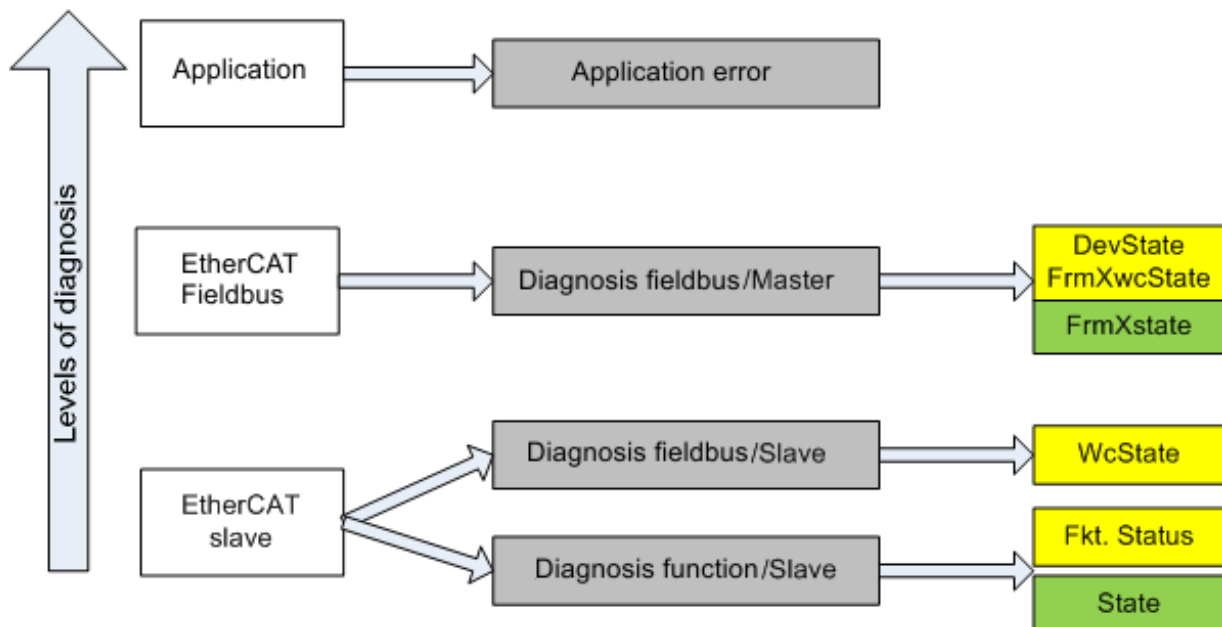 Levels of diagnosis
Application
Application error
EtherCAT
Fieldbus
Diagnosis fieldbus/Master
DevState
FrmXwcState
FrmXstate
EtherCAT
slave
Diagnosis fieldbus/Slave
WcState
Diagnosis function/Slave
Fkt. Status
State